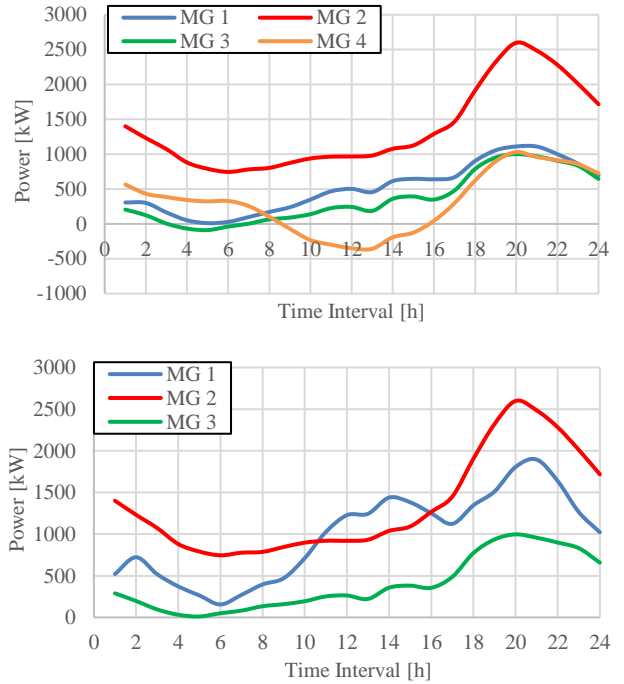 3000
2500
2000
1500
1000
500
0
-500
-1000
Power [kW]
MG 1 MG 2
MG 3 MG 4
0 2 4 6 8 10 12 14 16 18 20 22 24
Time Interval [h]
3000
2500
2000
1500
1000
500
0
Power [kW]
MG 1
MG 2
MG 3
0 2 4 6 8 10 12 14 16 18 20 22 24
Time Interval [h]